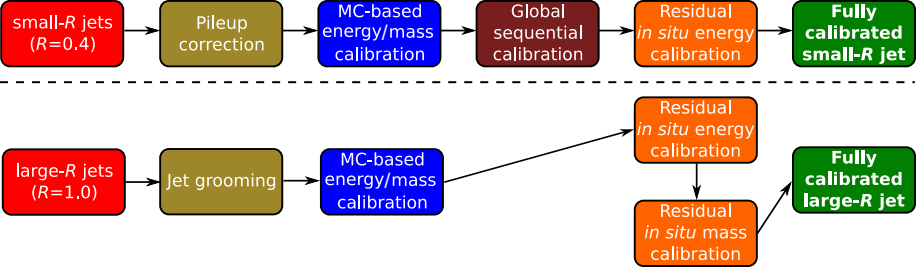 small-R jets
(R=0.4)
Pileup
correction
MC-based
energy/mass
calibration
Global
sequential
calibration
Residual
in situ energy
calibration
Fully
calibrated
small-R jet
large-R jets
(R=1.0)
Jet grooming
MC-based
energy/mass
calibration
Residual
in situ energy
calibration
Residual
in situ mass
calibration
Fully
calibrated
large-R jet